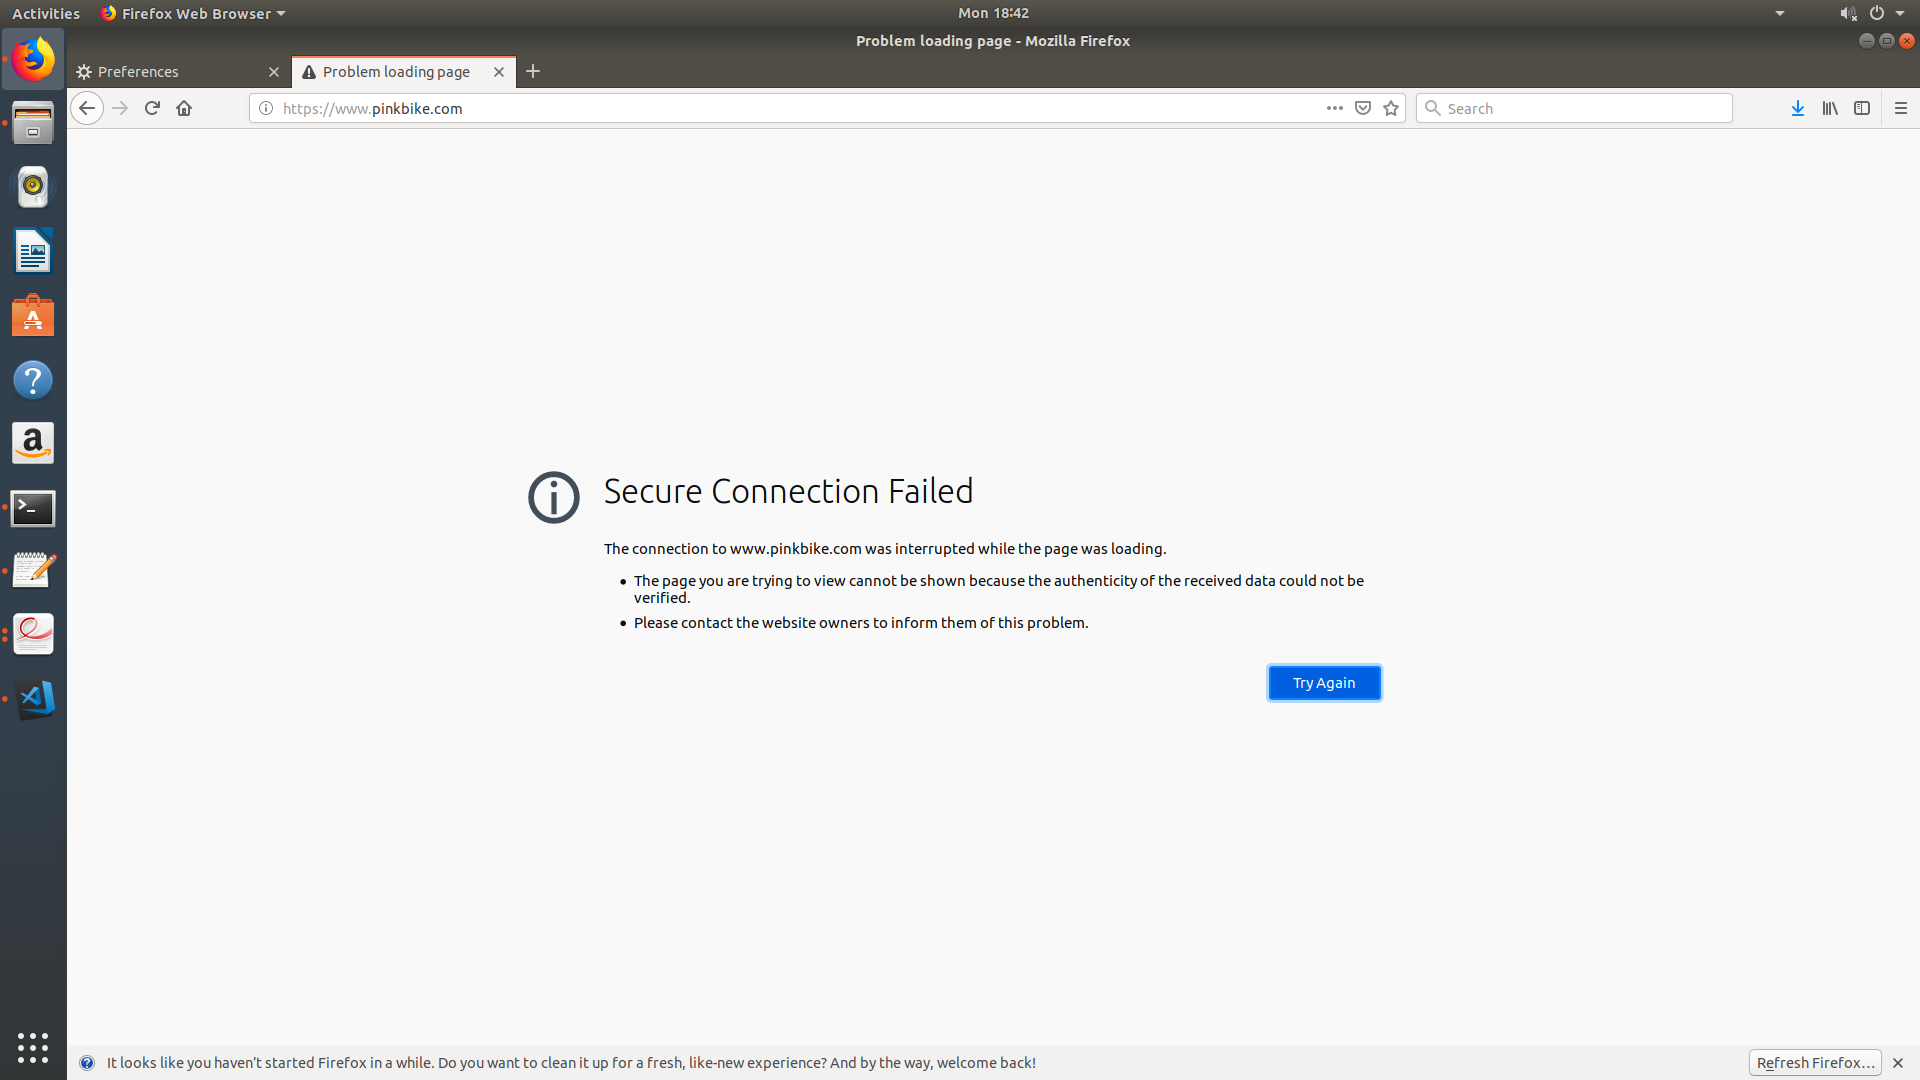 Activities
Firefox Web Browser
Mon 18:42
Problem loading page - Mozilla Firefox
Preferences
Problem loading page
https://www.pinkbike.com
Search
Secure Connection Failed
The connection to www.pinkbike.com was interrupted while the page was loading.
The page you are trying to view cannot be shown because the authenticity of the received data could not be
verified.
Please contact the website owners to inform them of this problem.
Try Again
It looks like you haven’t started Firefox in a while. Do you want to clean it up for a fresh, like-new experience? And by the way, welcome back!
Refresh Firefox…